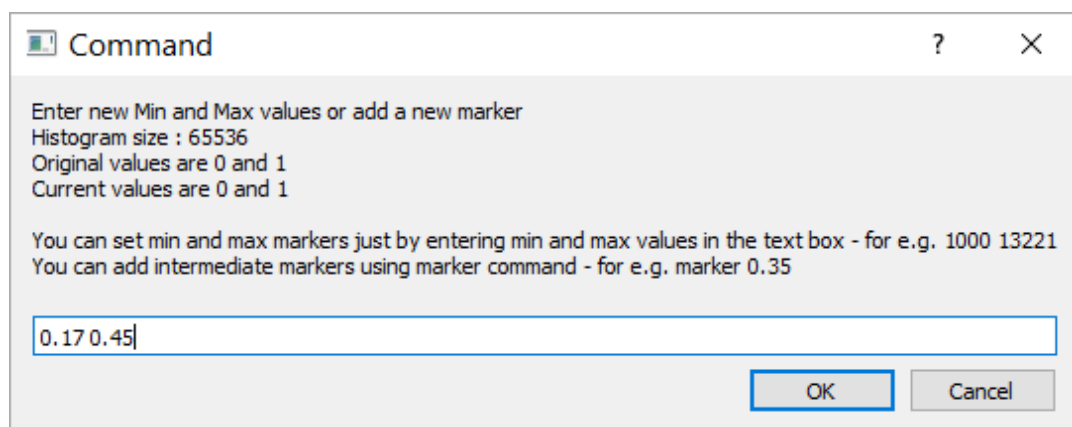 Command
?
Enter new Min and Max values or add a new marker
Histogram size : 65536
Original values are 0 and 1
Current values are 0 and 1
You can set min and max markers just by entering min and max values in the text box - for e.g. 1000 13221
You can add intermediate markers using marker command - for e.g. marker 0.35
0.17 0.45
OK
Cancel